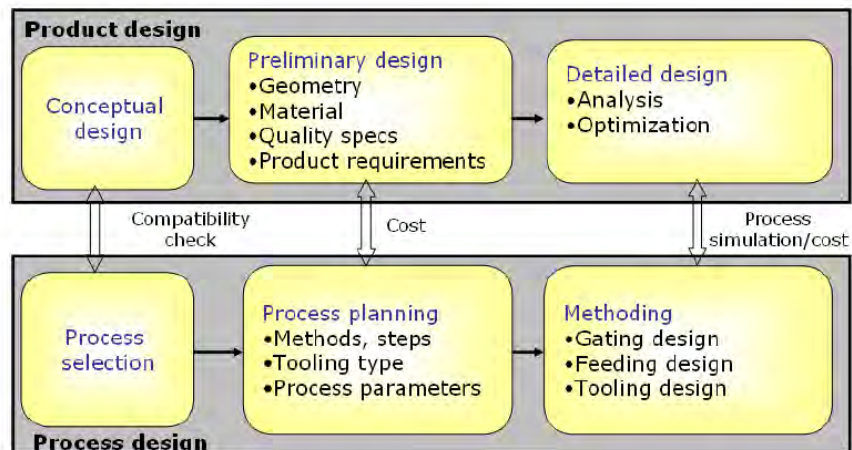 Product design
Conceptual
design
Preliminary design
•Geometry
•Material
•Quality specs
•Product requirements
Detailed design
•Analysis
•Optimization
Compatibility
check
Cost
Process
simulation/cost
Process
selection
Process planning
•Methods, steps
•Tooling type
•Process parameters
Methoding
•Gating design
•Feeding design
•Tooling design
Process design